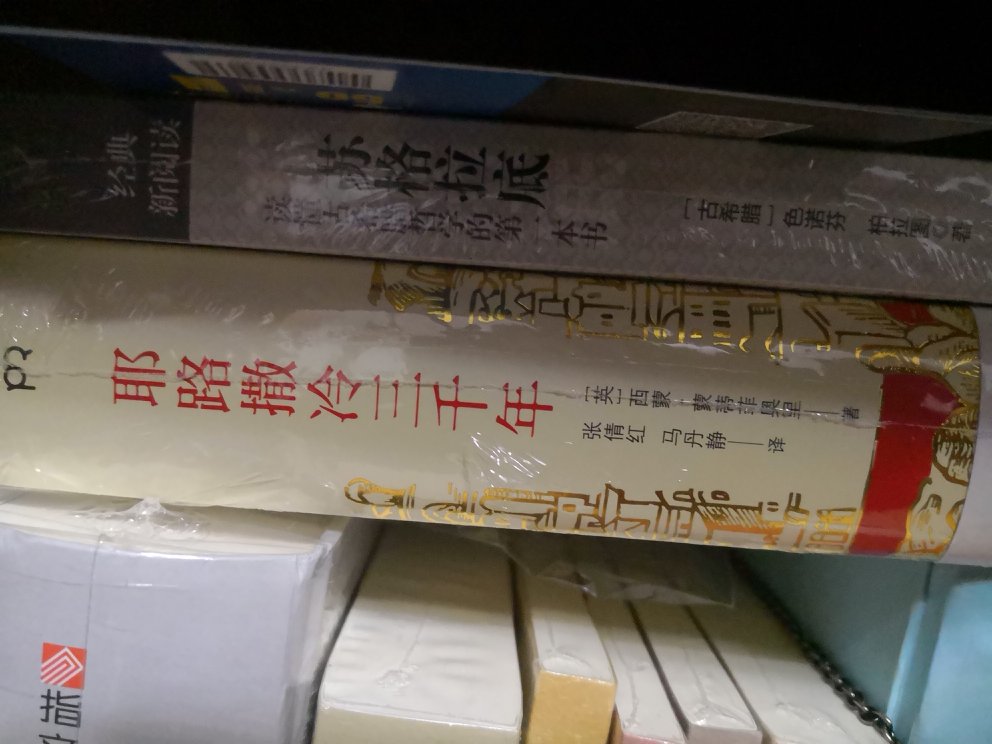 经典
新阅读
苏格拉底
读懂古希腊哲学的第一本书
[古希腊] 色诺芬 柏拉图◎著
耶路撒冷三千年
[英] 西蒙·蒙蒂菲奥里——著
张倩红 马丹静——译